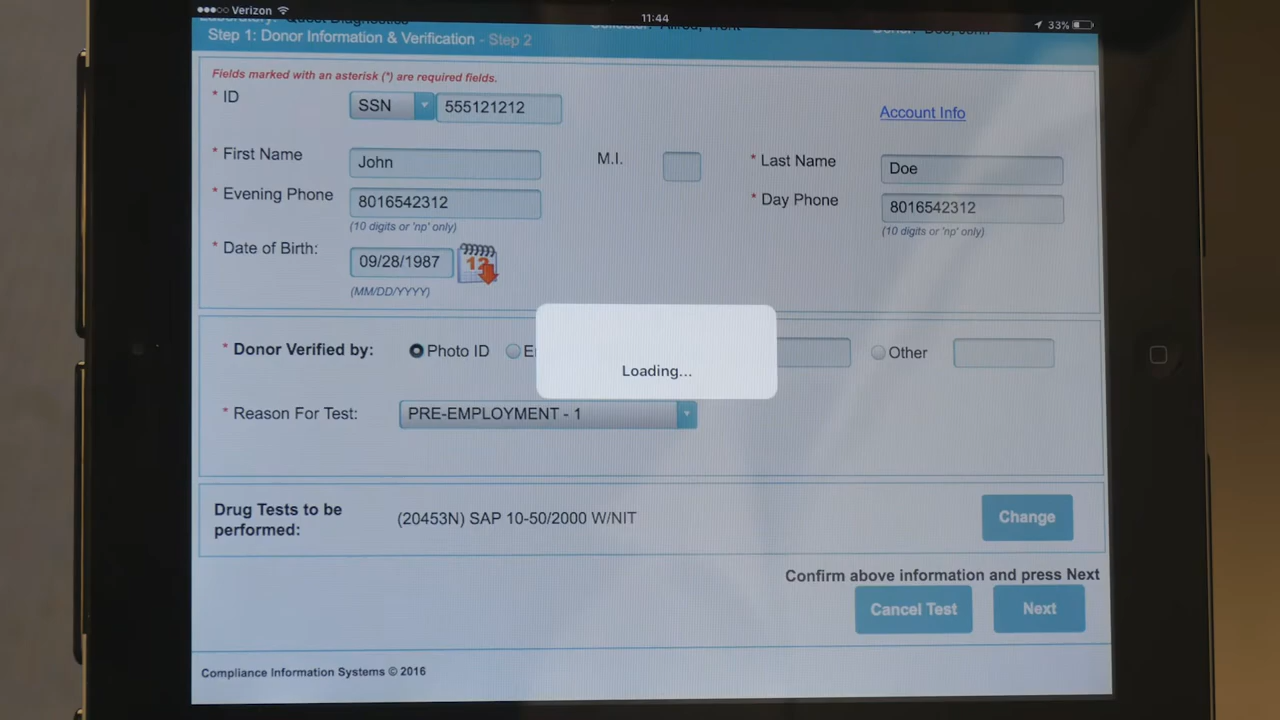 ●●●○○ Verizon 11:44 33%
Quest Diagnostics
Step 1: Donor Information & Verification - Step 2
Fields marked with an asterisk (*) are required fields.
* ID SSN 555121212 Account Info
* First Name John M.I. * Last Name Doe
* Evening Phone 8016542312 * Day Phone 8016542312
(10 digits or 'np' only) (10 digits or 'np' only)
* Date of Birth: 09/28/1987 12
(MM/DD/YYYY)
* Donor Verified by: Photo ID Other
Loading...
* Reason For Test: PRE-EMPLOYMENT - 1
Drug Tests to be
performed: (20453N) SAP 10-50/2000 W/NIT Change
Confirm above information and press Next
Cancel Test Next
Compliance Information Systems © 2016